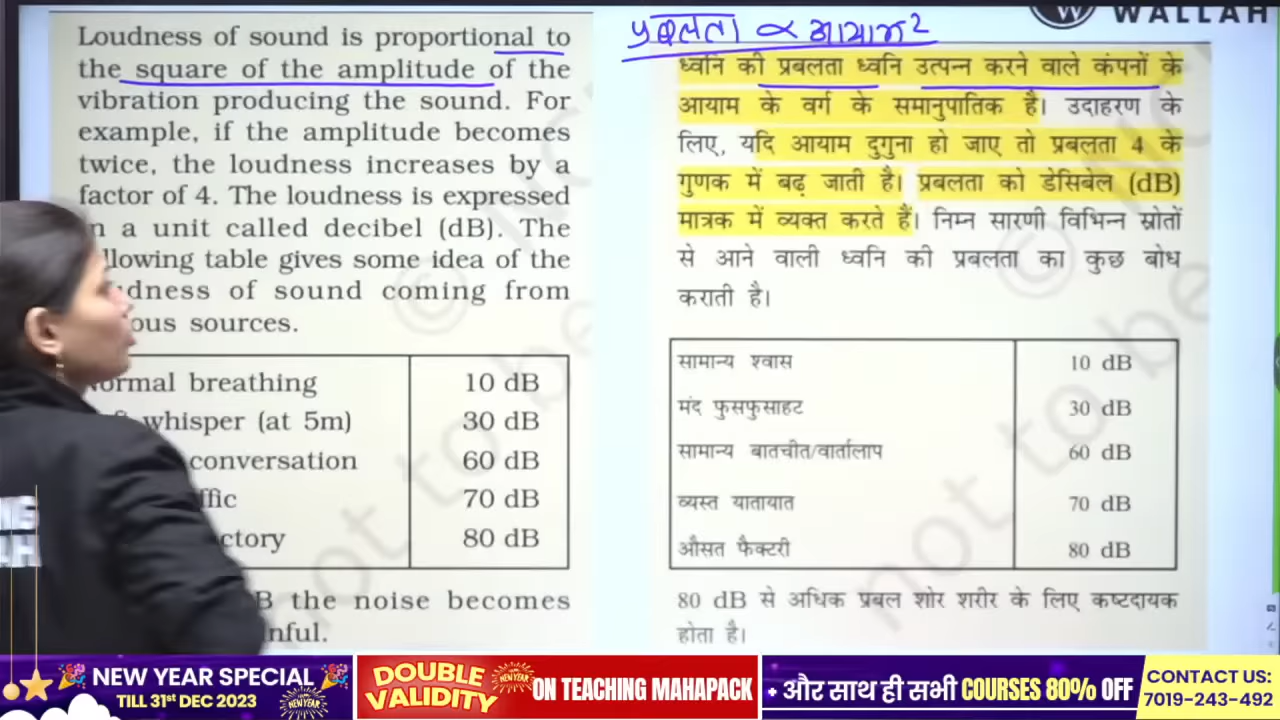 WALLAH
प्रबलता ∝ आयाम²
Loudness of sound is proportional to
the square of the amplitude of the
vibration producing the sound. For
example, if the amplitude becomes
twice, the loudness increases by a
factor of 4. The loudness is expressed
n a unit called decibel (dB). The
llowing table gives some idea of the
udness of sound coming from
ous sources.
Normal breathing 10 dB
whisper (at 5m) 30 dB
conversation 60 dB
ffic 70 dB
ctory 80 dB
B the noise becomes
nful.
ध्वनि की प्रबलता ध्वनि उत्पन्न करने वाले कंपनों के
आयाम के वर्ग के समानुपातिक है। उदाहरण के
लिए, यदि आयाम दुगुना हो जाए तो प्रबलता 4 के
गुणक में बढ़ जाती है। प्रबलता को डेसिबेल (dB)
मात्रक में व्यक्त करते हैं। निम्न सारणी विभिन्न स्रोतों
से आने वाली ध्वनि की प्रबलता का कुछ बोध
कराती है।
सामान्य श्वास 10 dB
मंद फुसफुसाहट 30 dB
सामान्य बातचीत/वार्तालाप 60 dB
व्यस्त यातायात 70 dB
औसत फैक्टरी 80 dB
80 dB से अधिक प्रबल शोर शरीर के लिए कष्टदायक
होता है।
not to be
not to be
NEW YEAR SPECIAL
TILL 31st DEC 2023
DOUBLE
VALIDITY
ON TEACHING MAHAPACK
+ और साथ ही सभी COURSES 80% OFF
CONTACT US:
7019-243-492